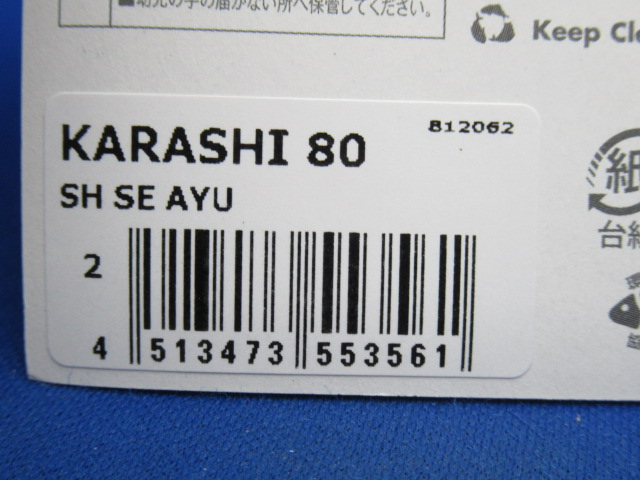 ■幼児の手の届かない所へ保管してください。
Keep Cle
812062
KARASHI 80
SH SE AYU
2
4 513473 553561
紙
台紙